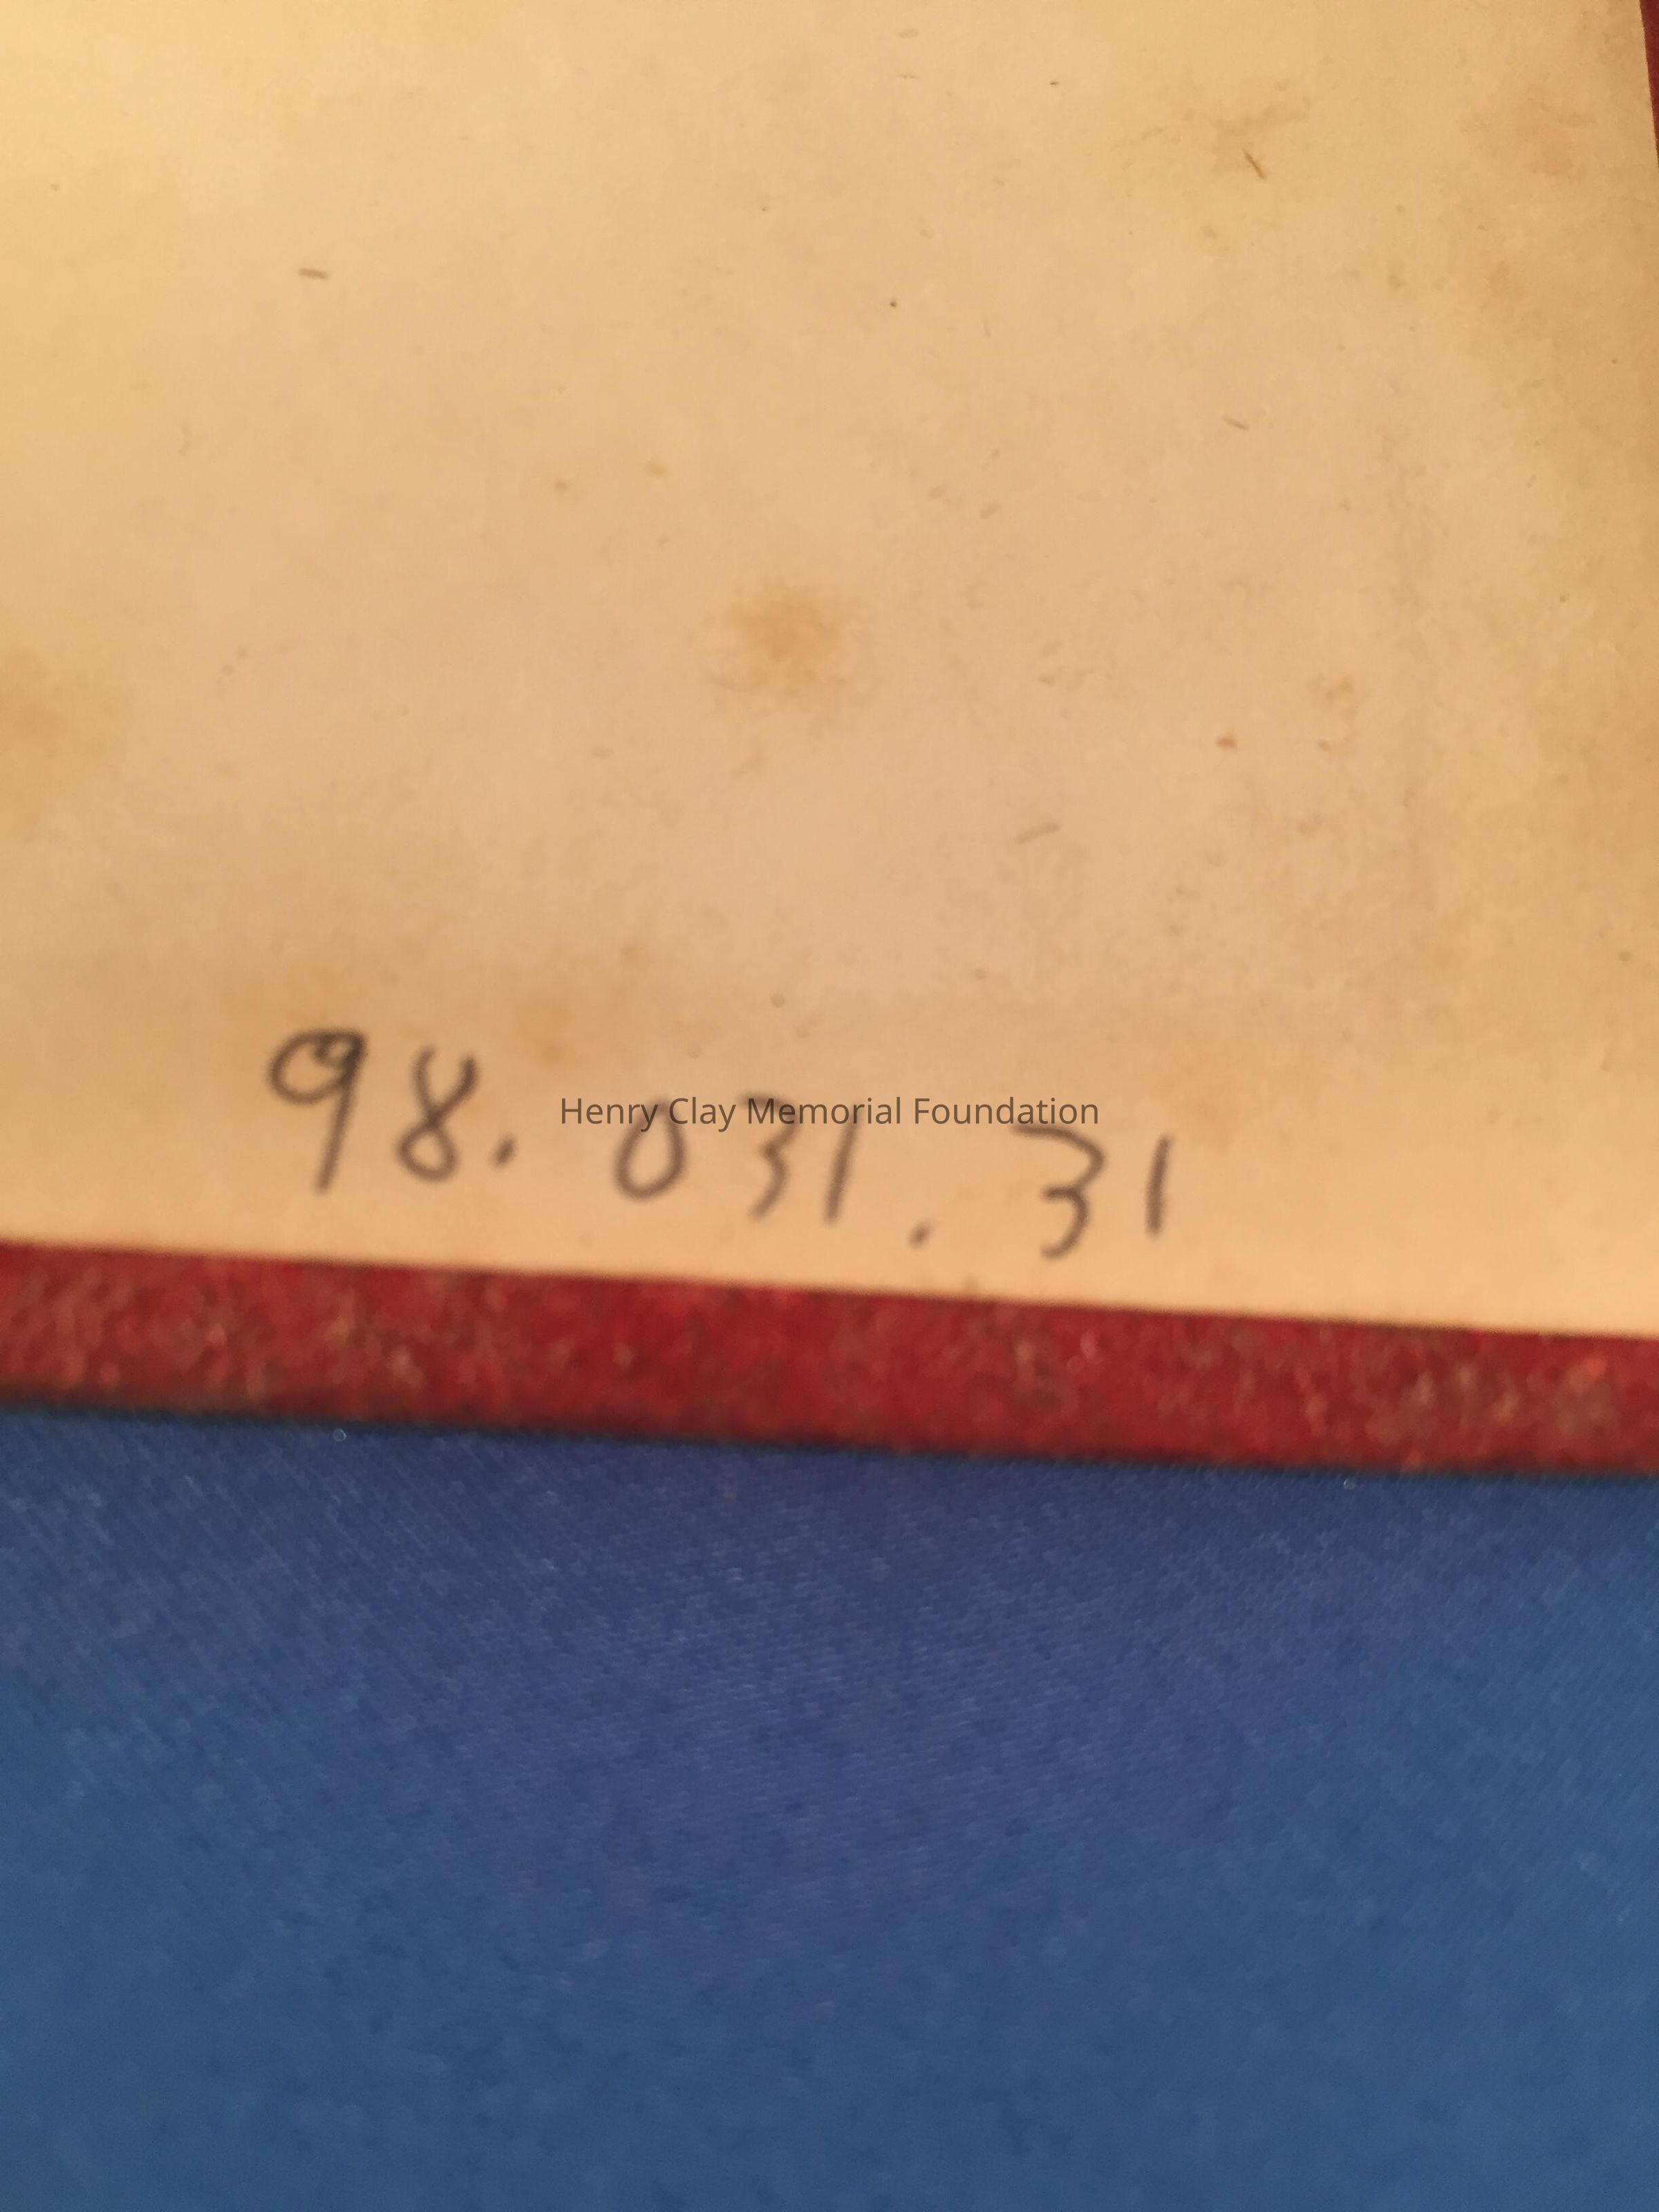 98. 031. 31
Henry Clay Memorial Foundation